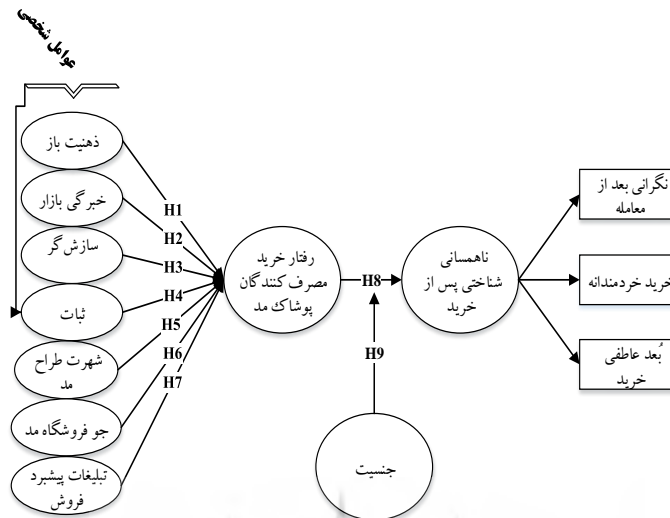 عوامل شخصی
ذهنیت باز
خبرگی بازار
سازش‌گر
ثبات
شهرت طراح
مد
جو فروشگاه مد
تبلیغات پیشبرد
فروش
H1
H2
H3
H4
H5
H6
H7
رفتار خرید
مصرف کنندگان
پوشاک مد
H8
H9
جنسیت
ناهمسانی
شناختی پس از
خرید
نگرانی بعد از
معامله
خرید خردمندانه
بُعد عاطفی
خرید